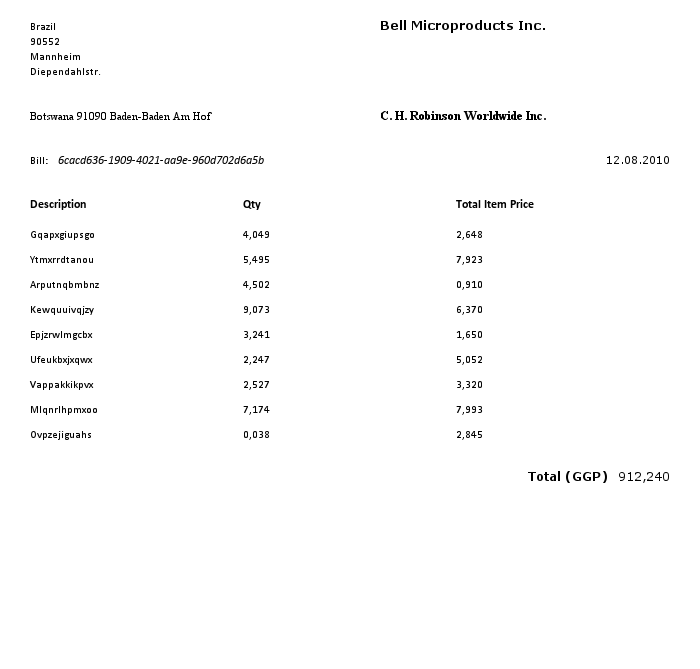 Brazil
90552
Mannheim
Diependahlstr.
Bell Microproducts Inc.
Botswana 91090 Baden-Baden Am Hof
C. H. Robinson Worldwide Inc.
Bill: 6cacd636-1909-4021-aa9e-960d702d6a5b 12.08.2010
Description Qty Total Item Price
Gqapxgiupsgo 4,049 2,648
Ytmxrrdtanou 5,495 7,923
Arputnqbmbnz 4,502 0,910
Kewquuivqjzy 9,073 6,370
Epjzrwlmgcbx 3,241 1,650
Ufeukbxjxqwx 2,247 5,052
Vappakkikpvx 2,527 3,320
Mlqnrlhpmxoo 7,174 7,993
Ovpzejiguahs 0,038 2,845
Total (GGP) 912,240